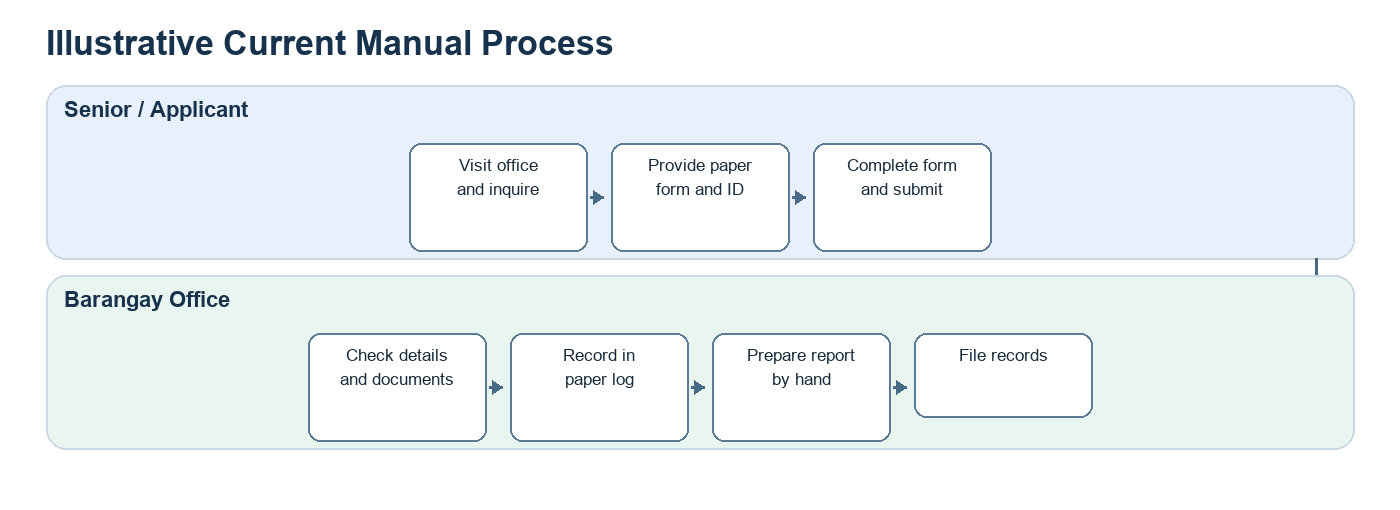 Illustrative Current Manual Process
Senior / Applicant
Visit office
and inquire
Provide paper
form and ID
Complete form
and submit
Barangay Office
Check details
and documents
Record in
paper log
Prepare report
by hand
File records